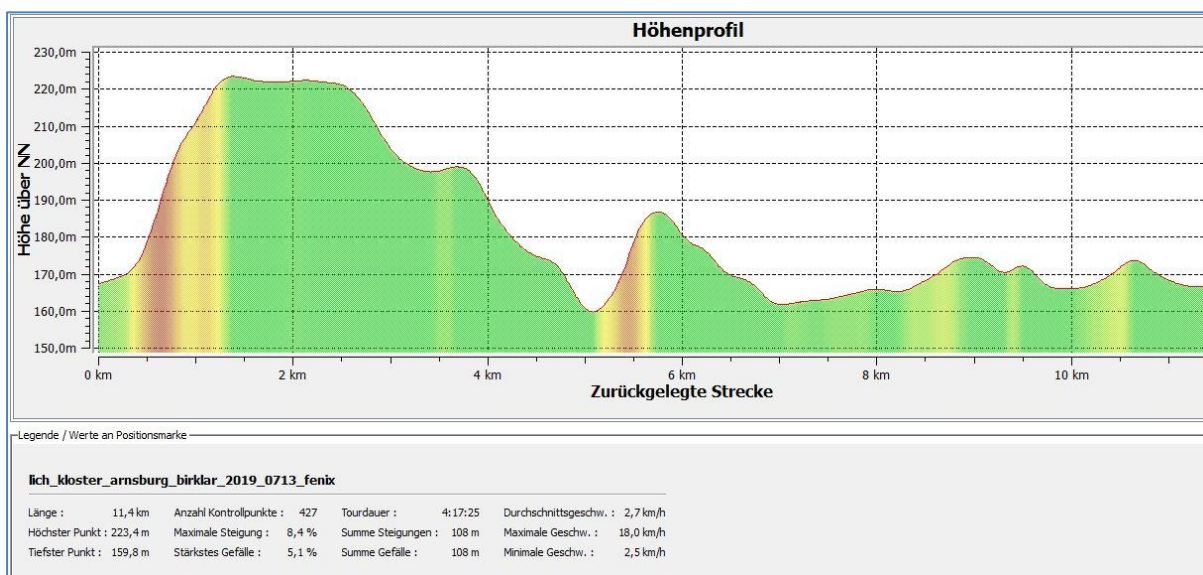 Höhenprofil
230,0m
220,0m
210,0m
200,0m
190,0m
180,0m
170,0m
160,0m
150,0m
Höhe über NN
0 km 2 km 4 km 6 km 8 km 10 km
Zurückgelegte Strecke
Legende / Werte an Positionsmarke
lich_kloster_arnsburg_birklar_2019_0713_fenix
Länge : 11,4 km Anzahl Kontrollpunkte : 427 Tourdauer : 4:17:25 Durchschnittsgeschw. : 2,7 km/h
Höchster Punkt : 223,4 m Maximale Steigung : 8,4 % Summe Steigungen : 108 m Maximale Geschw. : 18,0 km/h
Tiefster Punkt : 159,8 m Stärkstes Gefälle : 5,1 % Summe Gefälle : 108 m Minimale Geschw. : 2,5 km/h